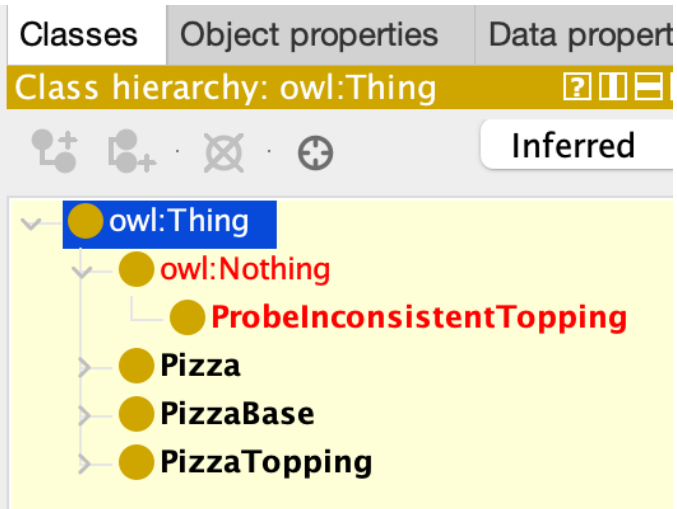 Classes Object properties Data propert
Class hierarchy: owl:Thing
Inferred
owl:Thing
owl:Nothing
ProbeInconsistentTopping
Pizza
PizzaBase
PizzaTopping